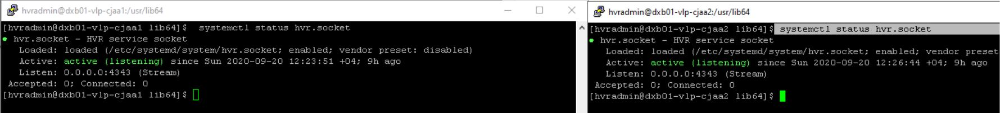 hvradmin@dxb01-vlp-cjaa1:/usr/lib64
[hvradmin@dxb01-vlp-cjaa1 lib64]$  systemctl status hvr.socket
● hvr.socket - HVR service socket
   Loaded: loaded (/etc/systemd/system/hvr.socket; enabled; vendor preset: disabled)
   Active: active (listening) since Sun 2020-09-20 12:23:51 +04; 9h ago
   Listen: 0.0.0.0:4343 (Stream)
 Accepted: 0; Connected: 0
[hvradmin@dxb01-vlp-cjaa1 lib64]$
hvradmin@dxb01-vlp-cjaa2:/usr/lib64
[hvradmin@dxb01-vlp-cjaa2 lib64]$ systemctl status hvr.socket
● hvr.socket - HVR service socket
   Loaded: loaded (/etc/systemd/system/hvr.socket; enabled; vendor preset
   Active: active (listening) since Sun 2020-09-20 12:26:44 +04; 9h ago
   Listen: 0.0.0.0:4343 (Stream)
 Accepted: 0; Connected: 0
[hvradmin@dxb01-vlp-cjaa2 lib64]$